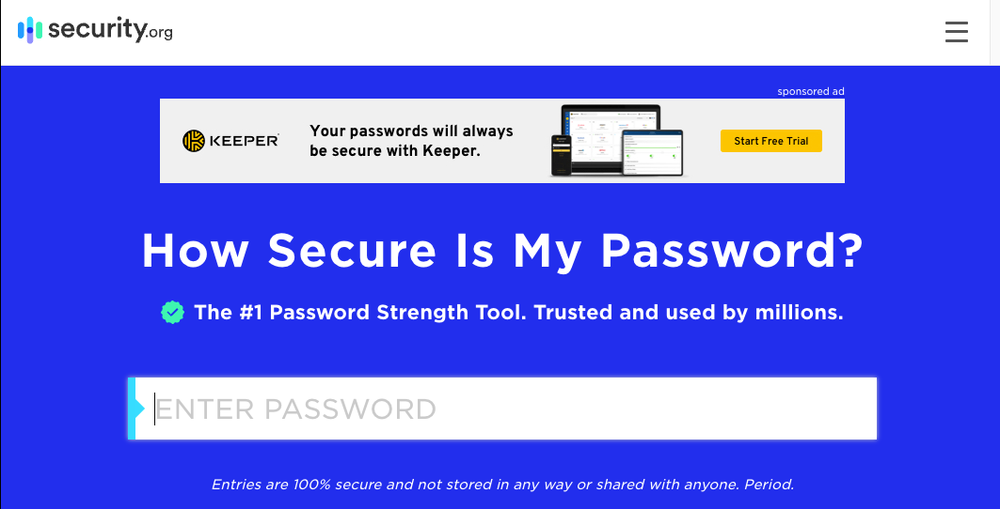 security.org
sponsored ad
KEEPER
Your passwords will always
be secure with Keeper.
Start Free Trial
How Secure Is My Password?
The #1 Password Strength Tool. Trusted and used by millions.
ENTER PASSWORD
Entries are 100% secure and not stored in any way or shared with anyone. Period.